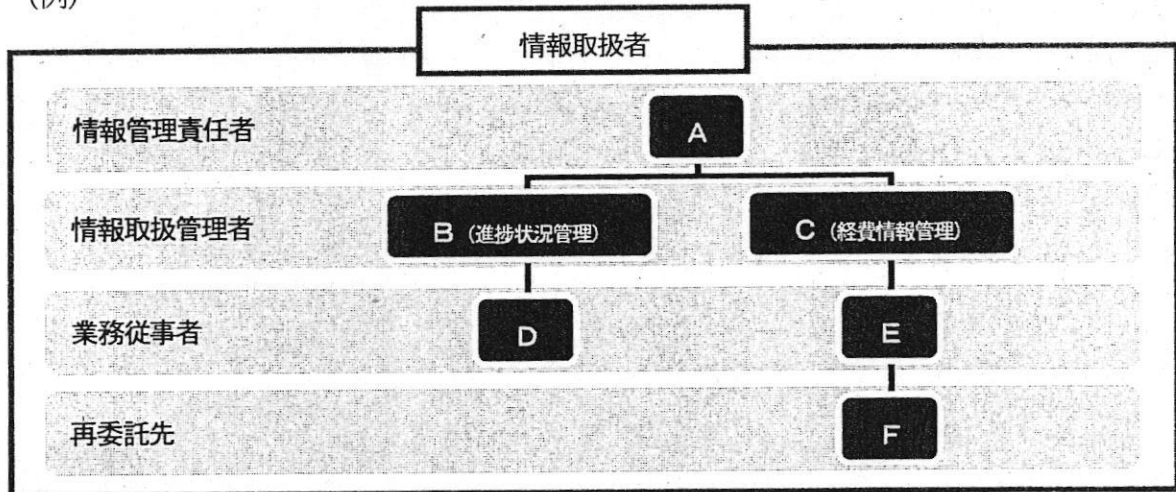 （例）
情報取扱者
情報管理責任者
A
情報取扱管理者
B（進捗状況管理）
C（経費情報管理）
業務従事者
D
E
再委託先
F